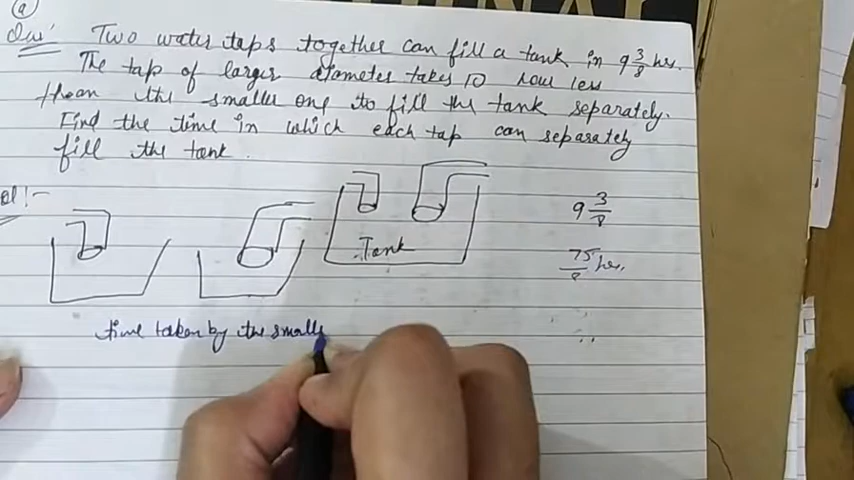 (a)
Qus' Two water taps together can fill a tank in 9 3/8 hrs.
The tap of larger diameter takes 10 hours less
than the smaller one to fill the tank separately.
Find the time in which each tap can separately
fill the tank.
Sol!-
9 3/8
Tank
75/8 hrs.
time taken by the smalle